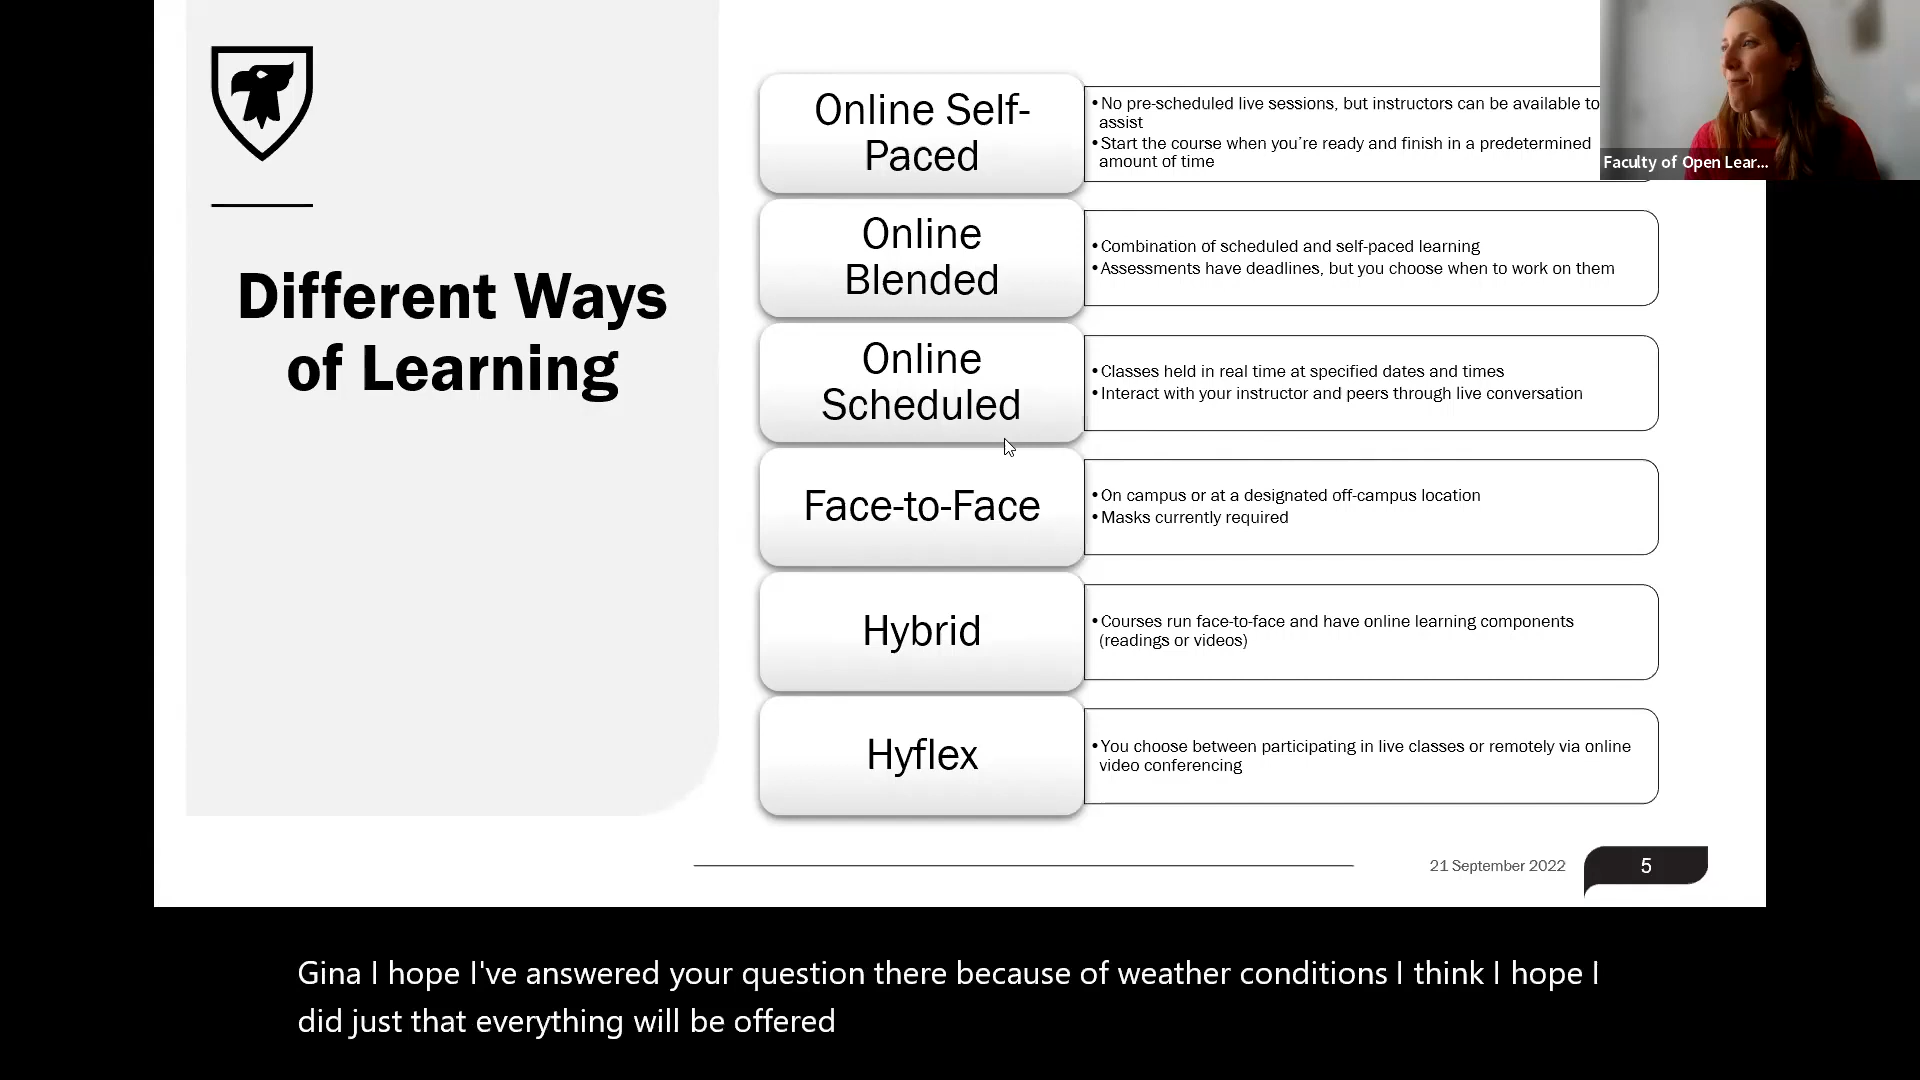 Different Ways
of Learning
Online Self-
Paced
•No pre-scheduled live sessions, but instructors can be available to
assist
•Start the course when you're ready and finish in a predetermined
amount of time
Online
Blended
•Combination of scheduled and self-paced learning
•Assessments have deadlines, but you choose when to work on them
Online
Scheduled
•Classes held in real time at specified dates and times
•Interact with your instructor and peers through live conversation
Face-to-Face
•On campus or at a designated off-campus location
•Masks currently required
Hybrid
•Courses run face-to-face and have online learning components
(readings or videos)
Hyflex
•You choose between participating in live classes or remotely via online
video conferencing
21 September 2022
5
Faculty of Open Lear...
Gina I hope I've answered your question there because of weather conditions I think I hope I
did just that everything will be offered